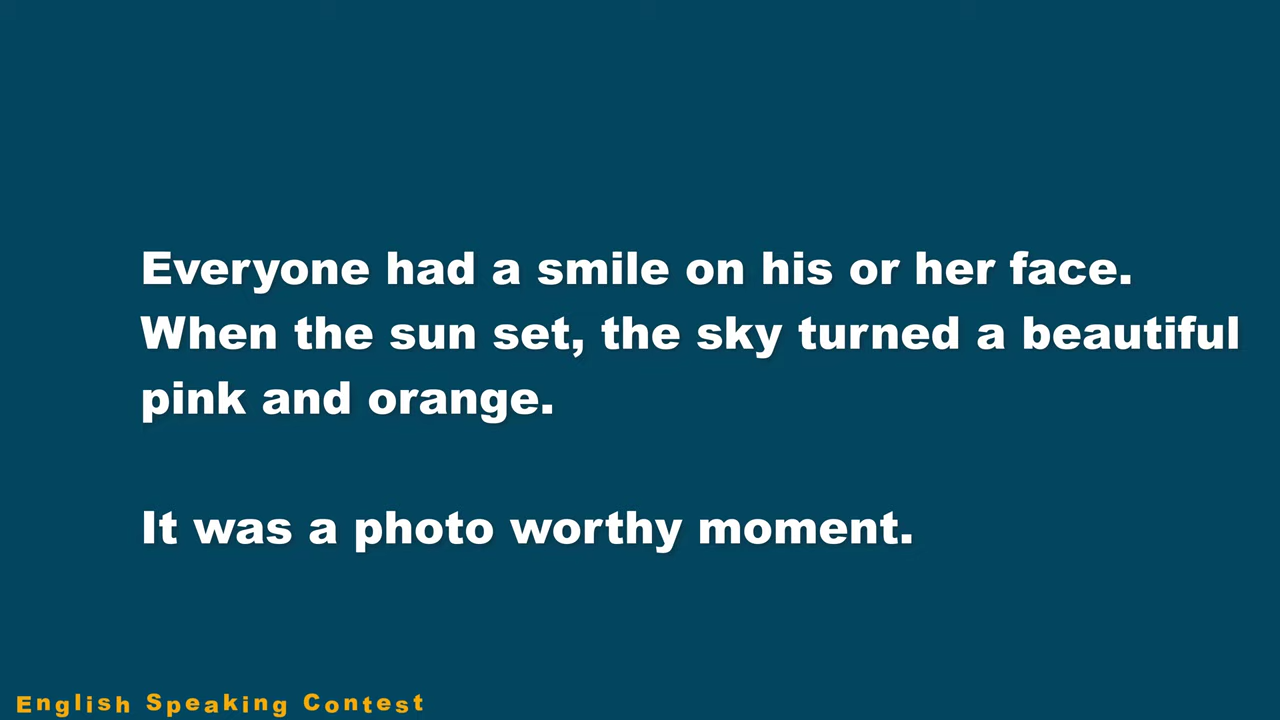 Everyone had a smile on his or her face.
When the sun set, the sky turned a beautiful
pink and orange.
It was a photo worthy moment.
English Speaking Contest